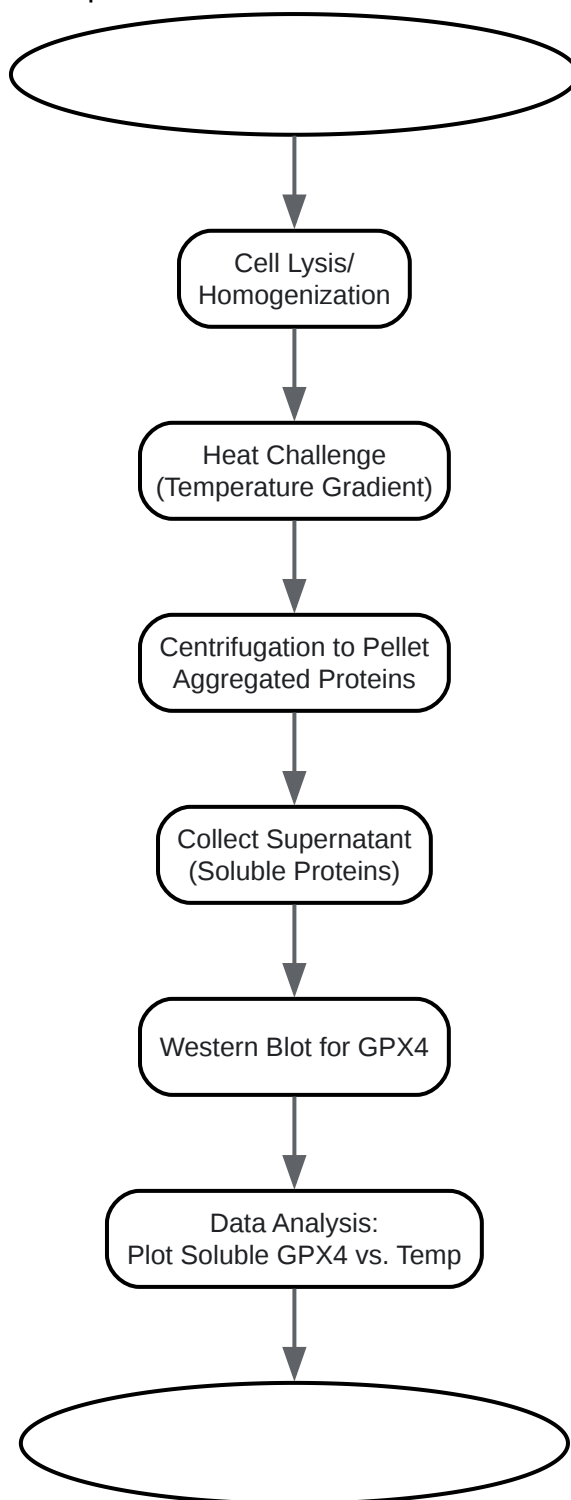 Cell Lysis/
Homogenization
Heat Challenge
(Temperature Gradient)
Centrifugation to Pellet
Aggregated Proteins
Collect Supernatant
(Soluble Proteins)
Western Blot for GPX4
Data Analysis:
Plot Soluble GPX4 vs. Temp